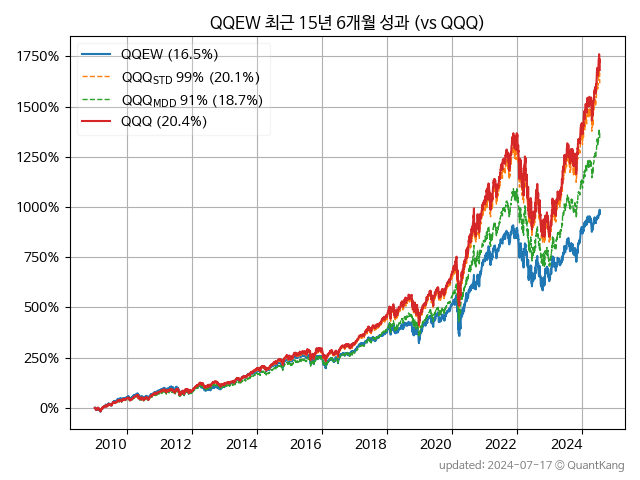 QQEW 최근 15년 6개월 성과 (vs QQQ)
QQEW (16.5%)
QQQSTD 99% (20.1%)
QQQMDD 91% (18.7%)
QQQ (20.4%)
1750%
1500%
1250%
1000%
750%
500%
250%
0%
2010 2012 2014 2016 2018 2020 2022 2024
updated: 2024-07-17 © QuantKang